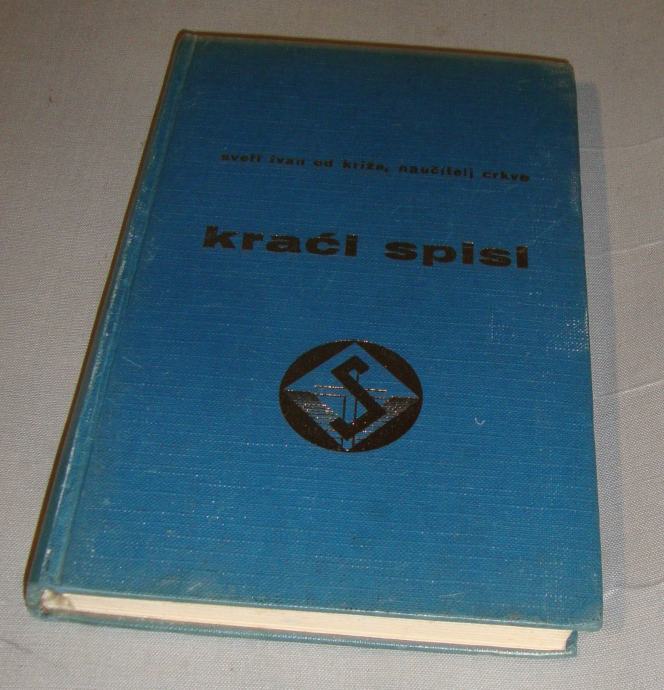 sveti ivan od križa, naučitelj crkve
kraći spisi
S